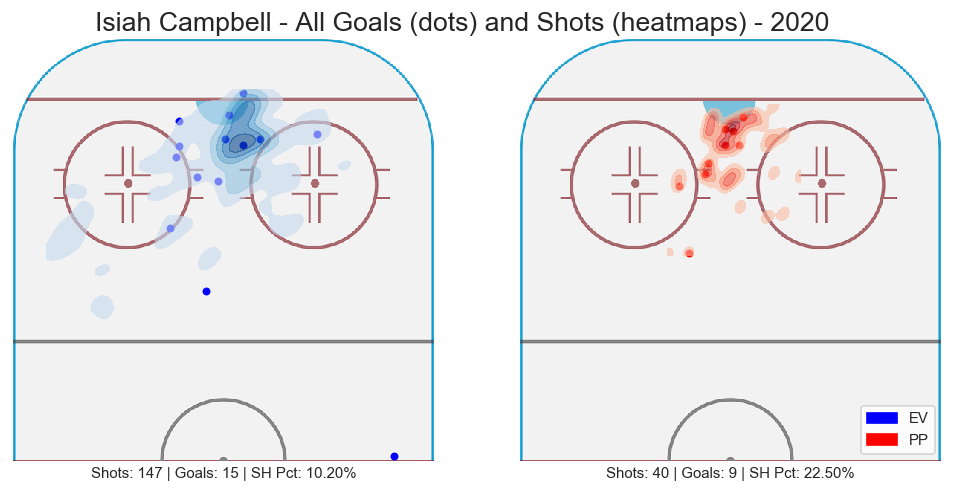 Isiah Campbell - All Goals (dots) and Shots (heatmaps) - 2020
EV
PP
Shots: 147 | Goals: 15 | SH Pct: 10.20%
Shots: 40 | Goals: 9 | SH Pct: 22.50%